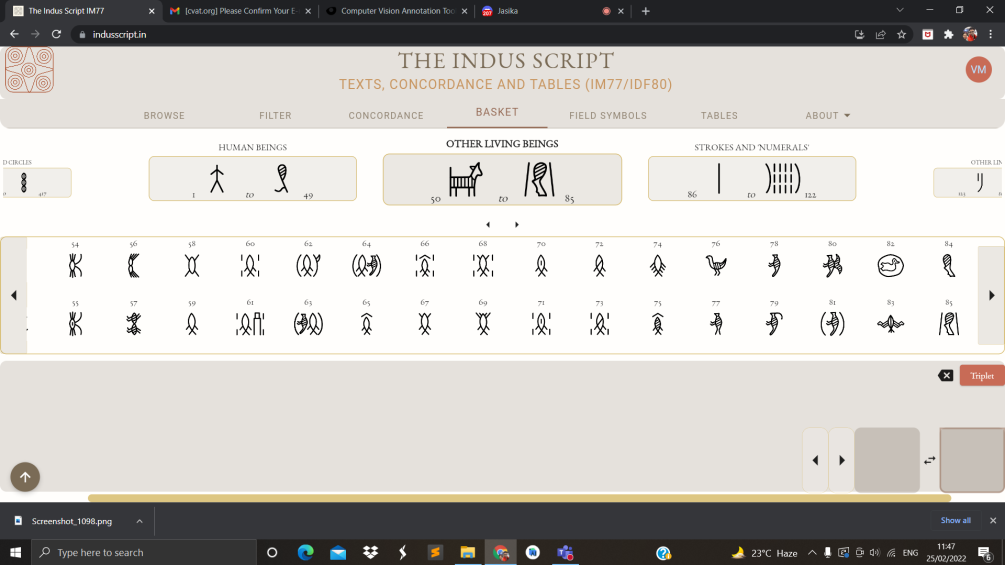 The Indus Script IM77
[cvat.org] Please Confirm Your E
Computer Vision Annotation Too
Jasika
indusscript.in
THE INDUS SCRIPT
TEXTS, CONCORDANCE AND TABLES (IM77/IDF80)
VM
BROWSE FILTER CONCORDANCE BASKET FIELD SYMBOLS TABLES ABOUT
D CIRCLES
417
HUMAN BEINGS
1 to 49
OTHER LIVING BEINGS
50 to 85
STROKES AND 'NUMERALS'
86 to 122
OTHER LIN
54 56 58 60 62 64 66 68 70 72 74 76 78 80 82 84
55 57 59 61 63 65 67 69 71 73 75 77 79 81 83 85
Triplet
Screenshot_1098.png
Show all
Type here to search
23°C Haze
ENG
11:47
25/02/2022
6